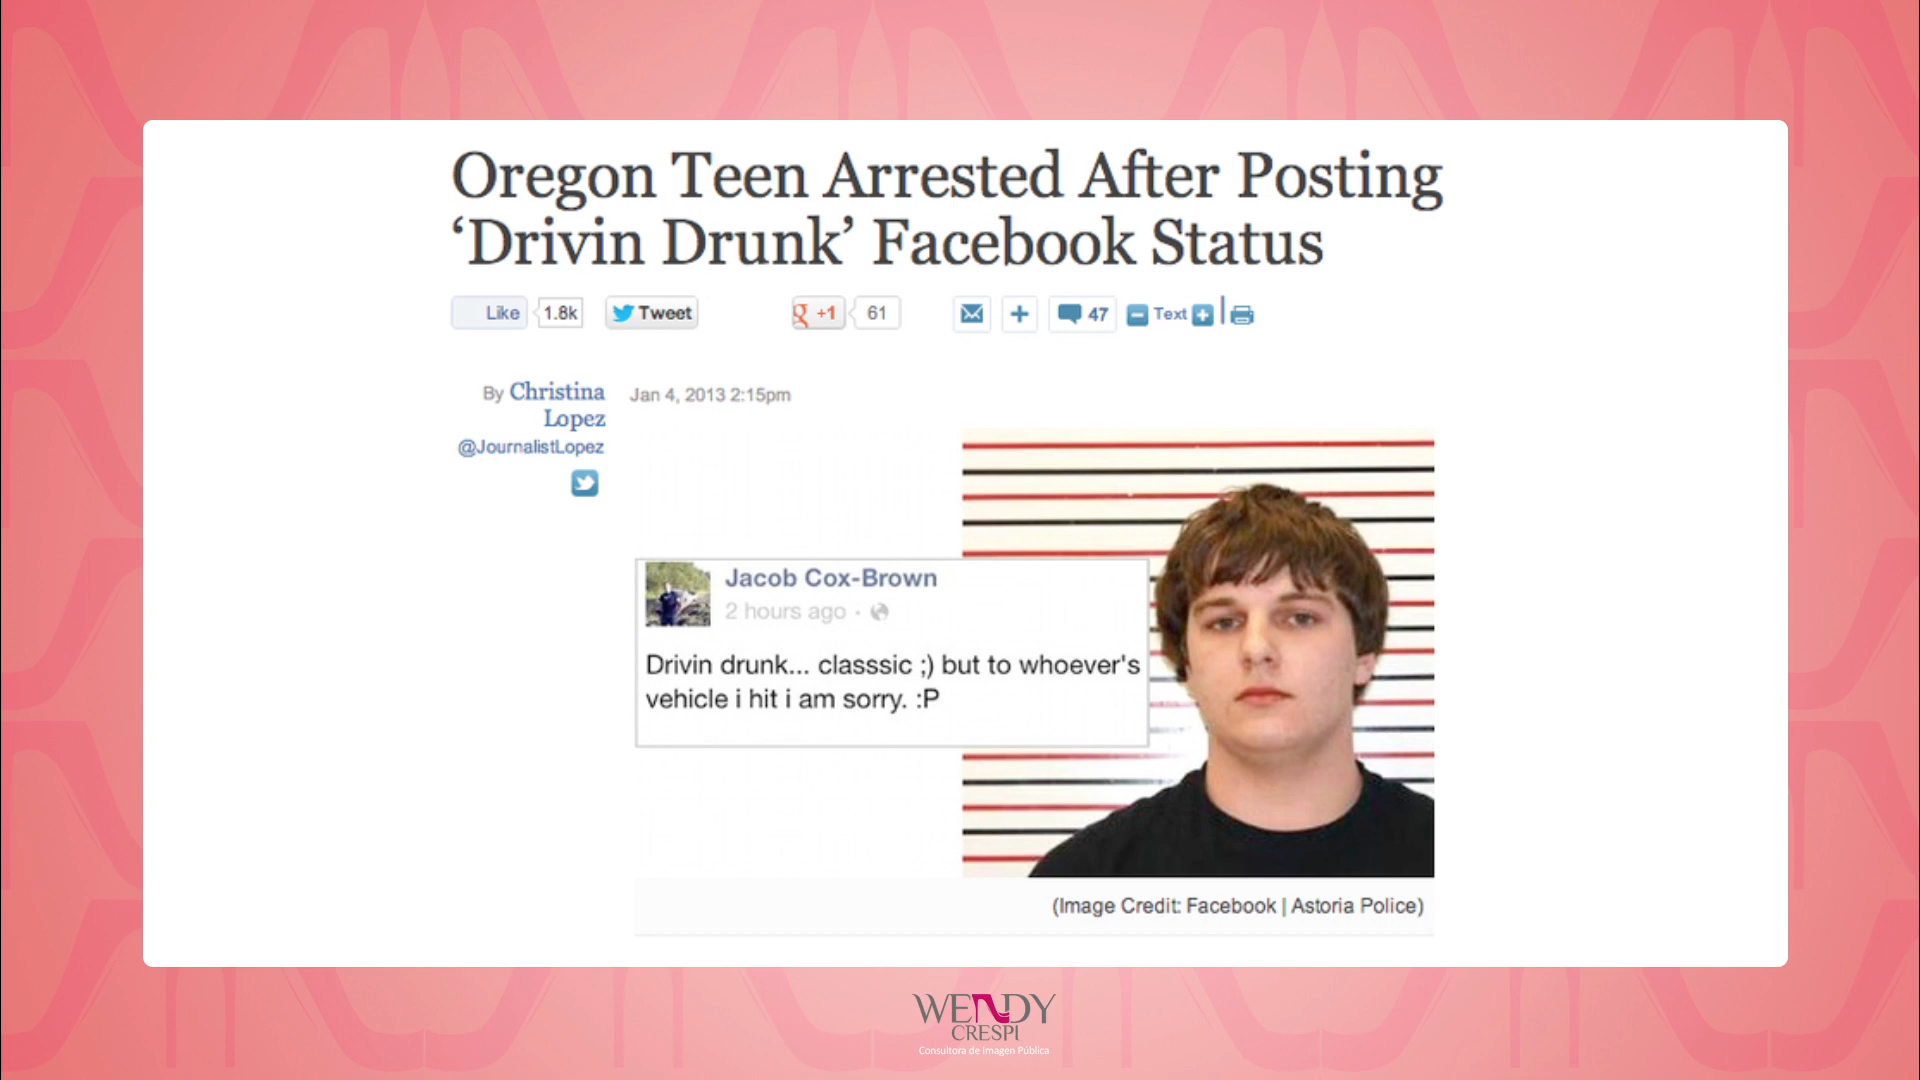 Oregon Teen Arrested After Posting
‘Drivin Drunk’ Facebook Status
Like 1.8k Tweet +1 61 47 Text
By Christina Jan 4, 2013 2:15pm
Lopez
@JournalistLopez
Jacob Cox-Brown
2 hours ago ·
Drivin drunk... classsic ;) but to whoever's
vehicle i hit i am sorry. :P
(Image Credit: Facebook | Astoria Police)
WENDY
CRESPI
Consultora de Imagen Pública